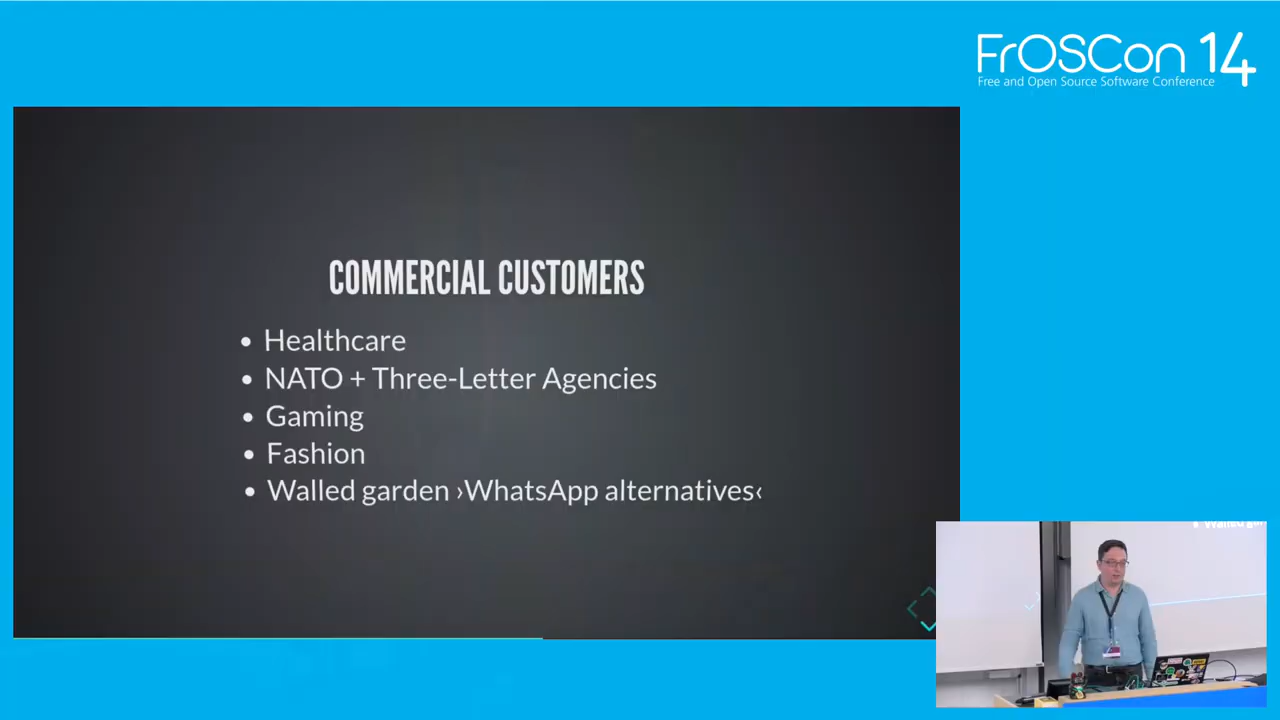 FrOSCon 14
Free and Open Source Software Conference
COMMERCIAL CUSTOMERS
• Healthcare
• NATO + Three-Letter Agencies
• Gaming
• Fashion
• Walled garden ›WhatsApp alternatives‹